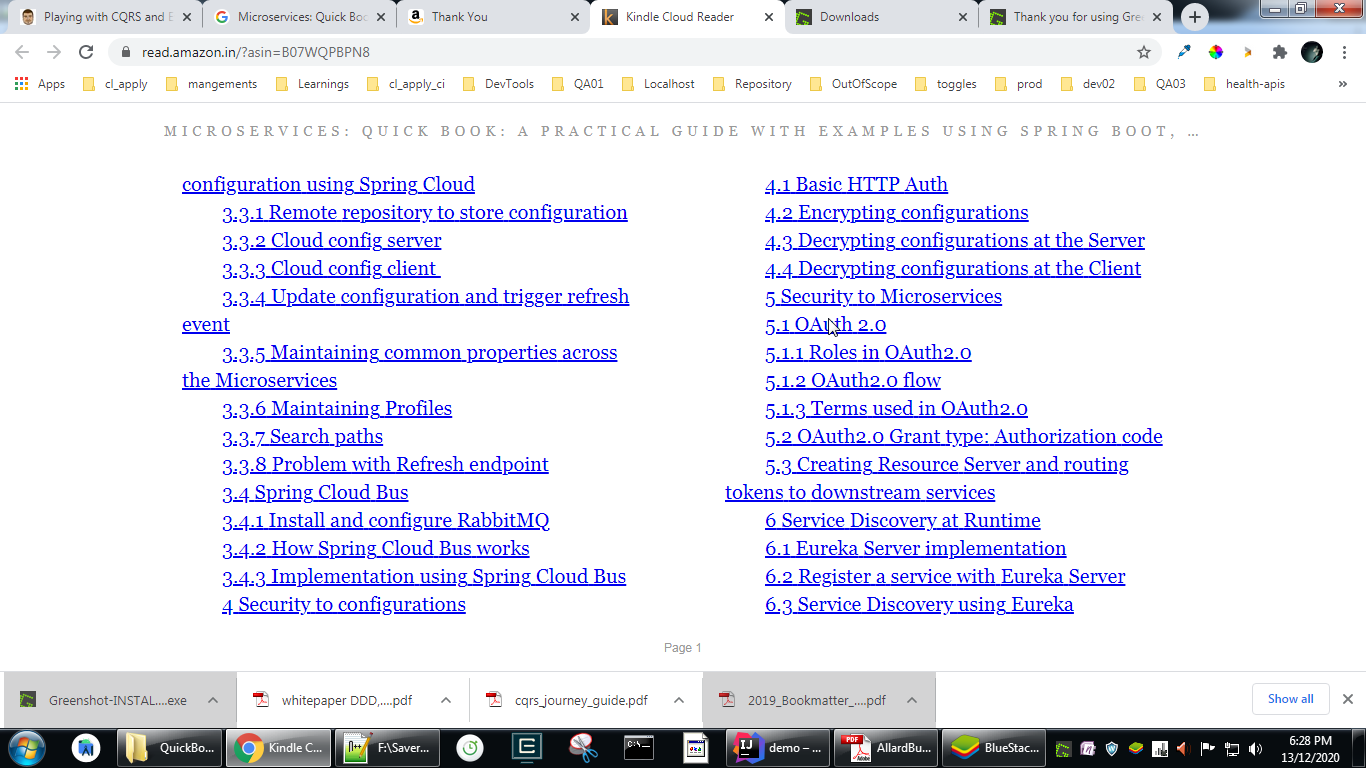 Playing with CQRS and E
Microservices: Quick Boo
Thank You
Kindle Cloud Reader
Downloads
Thank you for using Gre
read.amazon.in/?asin=B07WQPBPN8
Apps
cl_apply
mangements
Learnings
cl_apply_ci
DevTools
QA01
Localhost
Repository
OutOfScope
toggles
prod
dev02
QA03
health-apis
»
MICROSERVICES: QUICK BOOK: A PRACTICAL GUIDE WITH EXAMPLES USING SPRING BOOT, …
configuration using Spring Cloud
3.3.1 Remote repository to store configuration
3.3.2 Cloud config server
3.3.3 Cloud config client
3.3.4 Update configuration and trigger refresh
event
3.3.5 Maintaining common properties across
the Microservices
3.3.6 Maintaining Profiles
3.3.7 Search paths
3.3.8 Problem with Refresh endpoint
3.4 Spring Cloud Bus
3.4.1 Install and configure RabbitMQ
3.4.2 How Spring Cloud Bus works
3.4.3 Implementation using Spring Cloud Bus
4 Security to configurations
4.1 Basic HTTP Auth
4.2 Encrypting configurations
4.3 Decrypting configurations at the Server
4.4 Decrypting configurations at the Client
5 Security to Microservices
5.1 OAuth 2.0
5.1.1 Roles in OAuth2.0
5.1.2 OAuth2.0 flow
5.1.3 Terms used in OAuth2.0
5.2 OAuth2.0 Grant type: Authorization code
5.3 Creating Resource Server and routing
tokens to downstream services
6 Service Discovery at Runtime
6.1 Eureka Server implementation
6.2 Register a service with Eureka Server
6.3 Service Discovery using Eureka
Page 1
Greenshot-INSTAL....exe
whitepaper DDD,....pdf
cqrs_journey_guide.pdf
2019_Bookmatter_....pdf
Show all
QuickBo...
Kindle C...
F:\Saver...
demo – ...
AllardBu...
BlueStac...
6:28 PM
13/12/2020